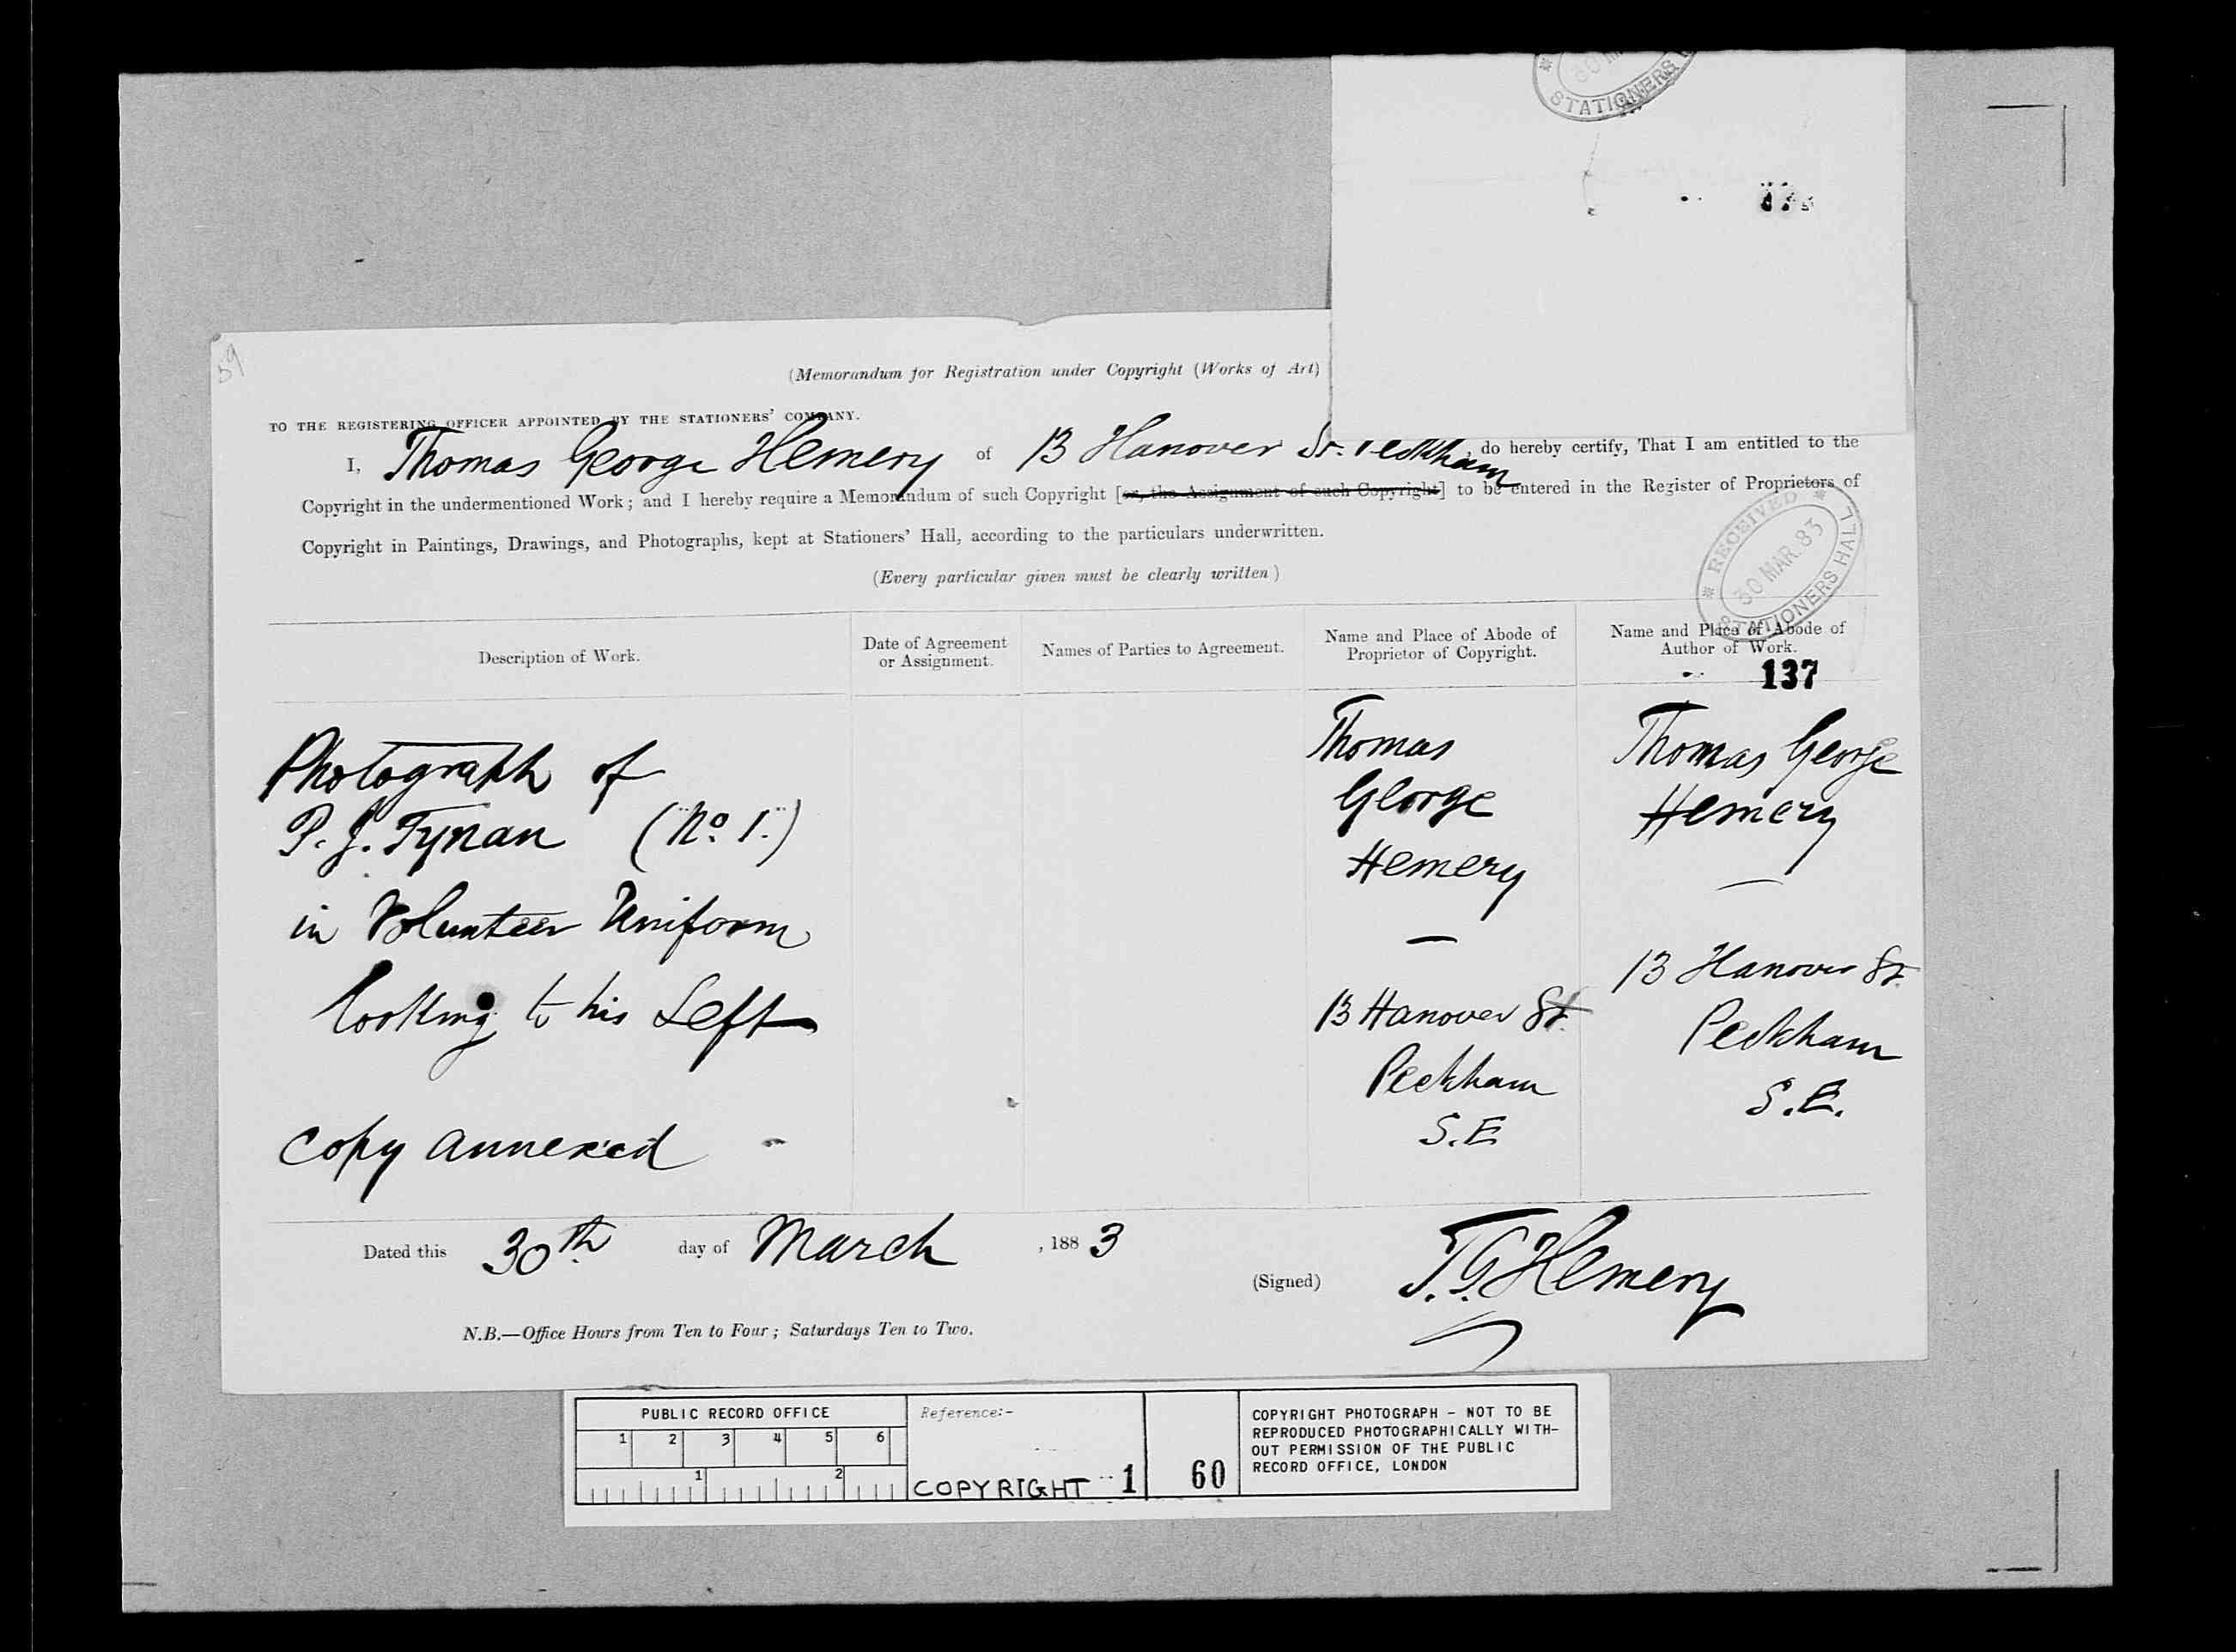 STATIONERS
59
(Memorandum for Registration under Copyright (Works of Art)
TO THE REGISTERING OFFICER APPOINTED BY THE STATIONERS' COMPANY.
I, Thomas George Hemery of 13 Hanover St. Peckham, do hereby certify, That I am entitled to the
Copyright in the undermentioned Work; and I hereby require a Memorandum of such Copyright [or, the Assignment of such Copyright] to be entered in the Register of Proprietors of
Copyright in Paintings, Drawings, and Photographs, kept at Stationers' Hall, according to the particulars underwritten.
(Every particular given must be clearly written)
RECEIVED
30 MAR. 83
STATIONERS HALL
Description of Work.
Date of Agreement
or Assignment.
Names of Parties to Agreement.
Name and Place of Abode of
Proprietor of Copyright.
Name and Place of Abode of
Author of Work.
137
Photograph of
P. J. Tynan ("No. 1.")
in Volunteer Uniform
looking to his Left
Copy annexed
Thomas
George
Hemery
—
13 Hanover St.
Peckham
S.E
Thomas George
Hemery
—
13 Hanover St.
Peckham
S.E.
Dated this 30th day of March, 1883
(Signed) T.G. Hemery
N.B.—Office Hours from Ten to Four; Saturdays Ten to Two.
PUBLIC RECORD OFFICE
1 2 3 4 5 6
1 2
Reference:-
COPYRIGHT 1 60
COPYRIGHT PHOTOGRAPH - NOT TO BE
REPRODUCED PHOTOGRAPHICALLY WITH-
OUT PERMISSION OF THE PUBLIC
RECORD OFFICE, LONDON